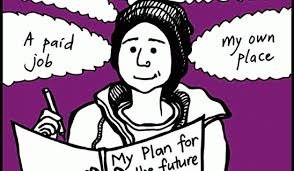 A paid
job
my own
place
My Plan for
the future